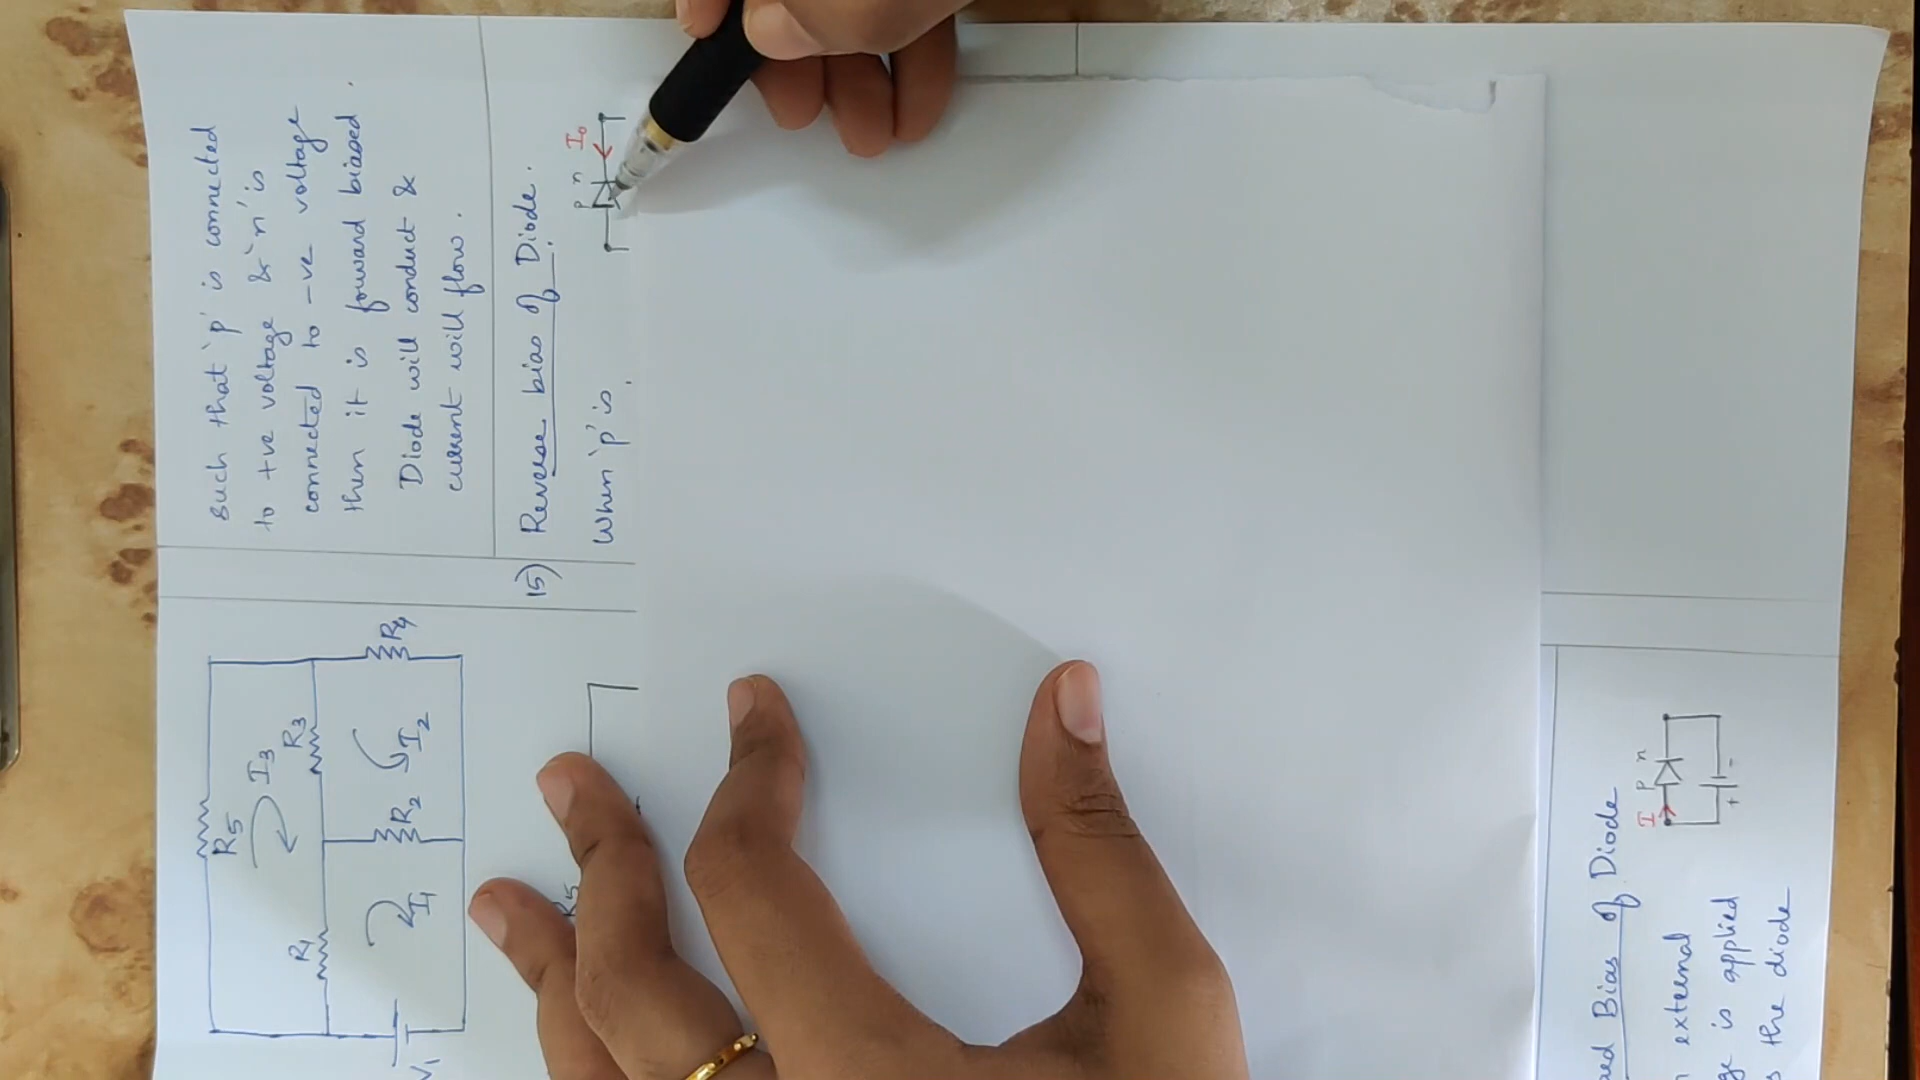 such that 'p' is connected
to +ve voltage & 'n' is
connected to -ve voltage
then it is forward biased.
Diode will conduct &
current will flow.
15) Reverse bias of Diode.
When 'p' is
p n I₀
R5
I3
R1
R3
R2
R4
I1
I2
V1
R5
Bias of Diode
external
is applied
the diode
I p n
+ -